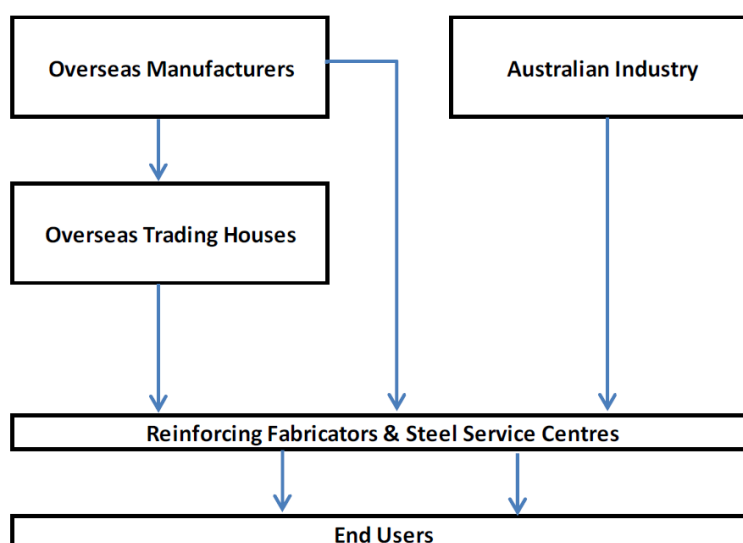 Overseas Manufacturers
Australian Industry
Overseas Trading Houses
Reinforcing Fabricators & Steel Service Centres
End Users